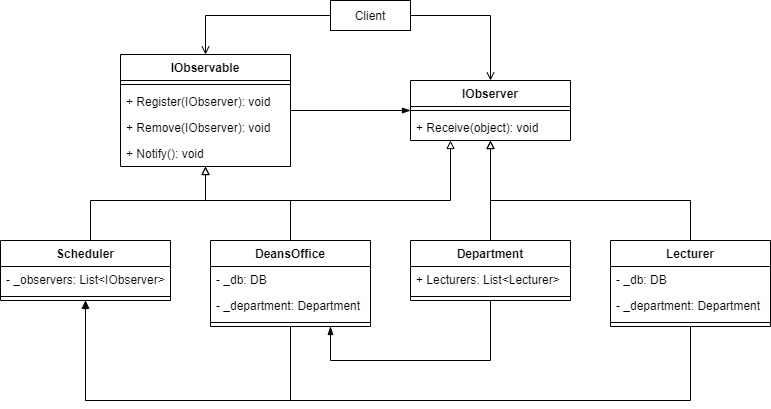 Client
IObservable
+ Register(IObserver): void
+ Remove(IObserver): void
+ Notify(): void
IObserver
+ Receive(object): void
Scheduler
- _observers: List<IObserver>
DeansOffice
- _db: DB
- _department: Department
Department
+ Lecturers: List<Lecturer>
Lecturer
- _db: DB
- _department: Department